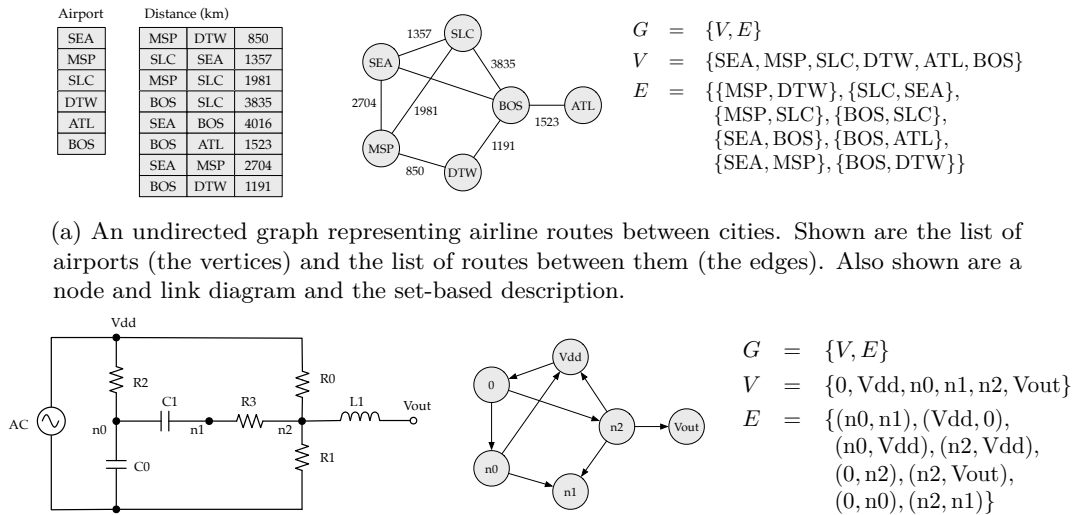 Airport
SEA
MSP
SLC
DTW
ATL
BOS
Distance (km)
MSP DTW 850
SLC SEA 1357
MSP SLC 1981
BOS SLC 3835
SEA BOS 4016
BOS ATL 1523
SEA MSP 2704
BOS DTW 1191
SLC
1357
SEA
3835
2704
BOS
ATL
1981
1523
MSP
1191
850
DTW
G = {V, E}
V = {SEA, MSP, SLC, DTW, ATL, BOS}
E = {{MSP, DTW}, {SLC, SEA},
{MSP, SLC}, {BOS, SLC},
{SEA, BOS}, {BOS, ATL},
{SEA, MSP}, {BOS, DTW}}
(a) An undirected graph representing airline routes between cities. Shown are the list of
airports (the vertices) and the list of routes between them (the edges). Also shown are a
node and link diagram and the set-based description.
Vdd
R2
R0
AC
C1
R3
L1
Vout
n0
n1
n2
C0
R1
Vdd
0
n2
Vout
n0
n1
G = {V, E}
V = {0, Vdd, n0, n1, n2, Vout}
E = {(n0, n1), (Vdd, 0),
(n0, Vdd), (n2, Vdd),
(0, n2), (n2, Vout),
(0, n0), (n2, n1)}